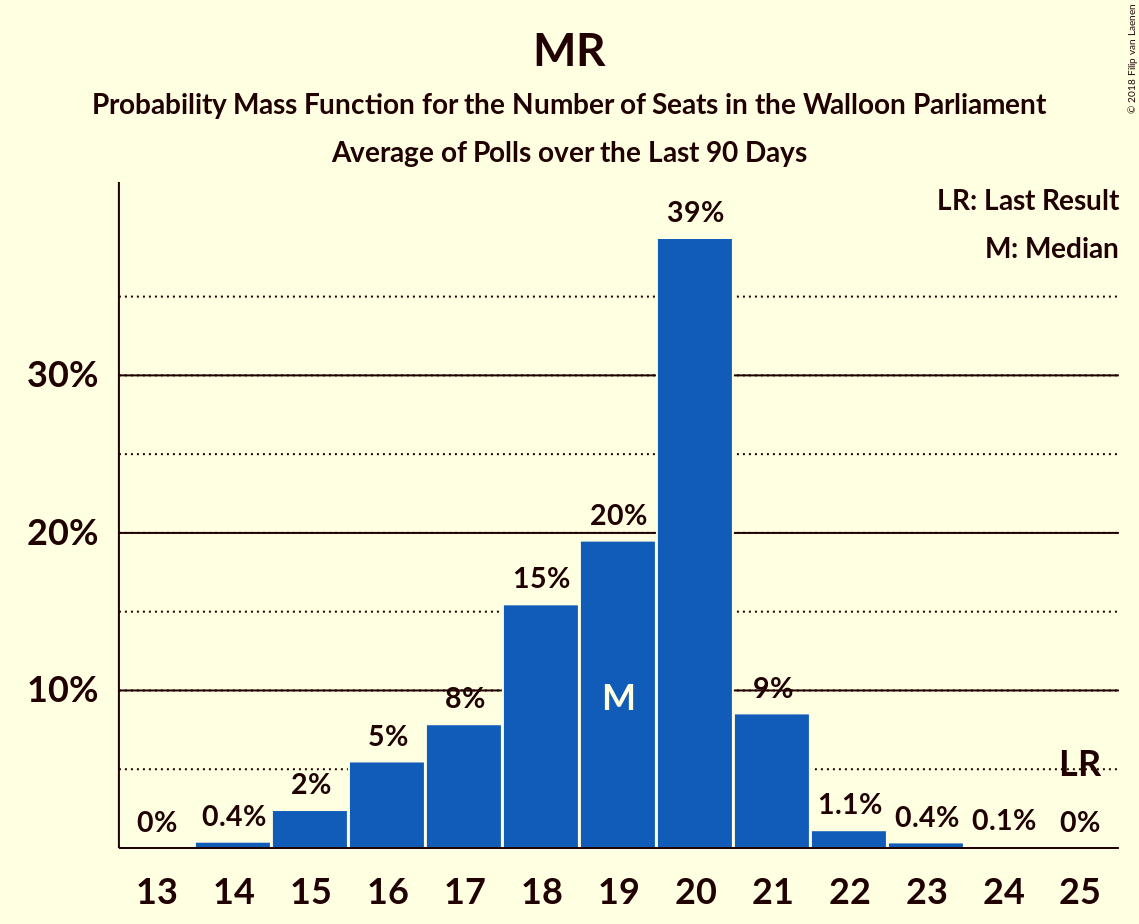 MR
Probability Mass Function for the Number of Seats in the Walloon Parliament
Average of Polls over the Last 90 Days
© 2018 Filip van Laenen
LR: Last Result
M: Median
39%
30%
20%
20%
15%
10%
M
9%
8%
5%
LR
2%
1.1%
0%
0.4%
0.4%
0.1%
0%
13 14 15 16 17 18 19 20 21 22 23 24 25